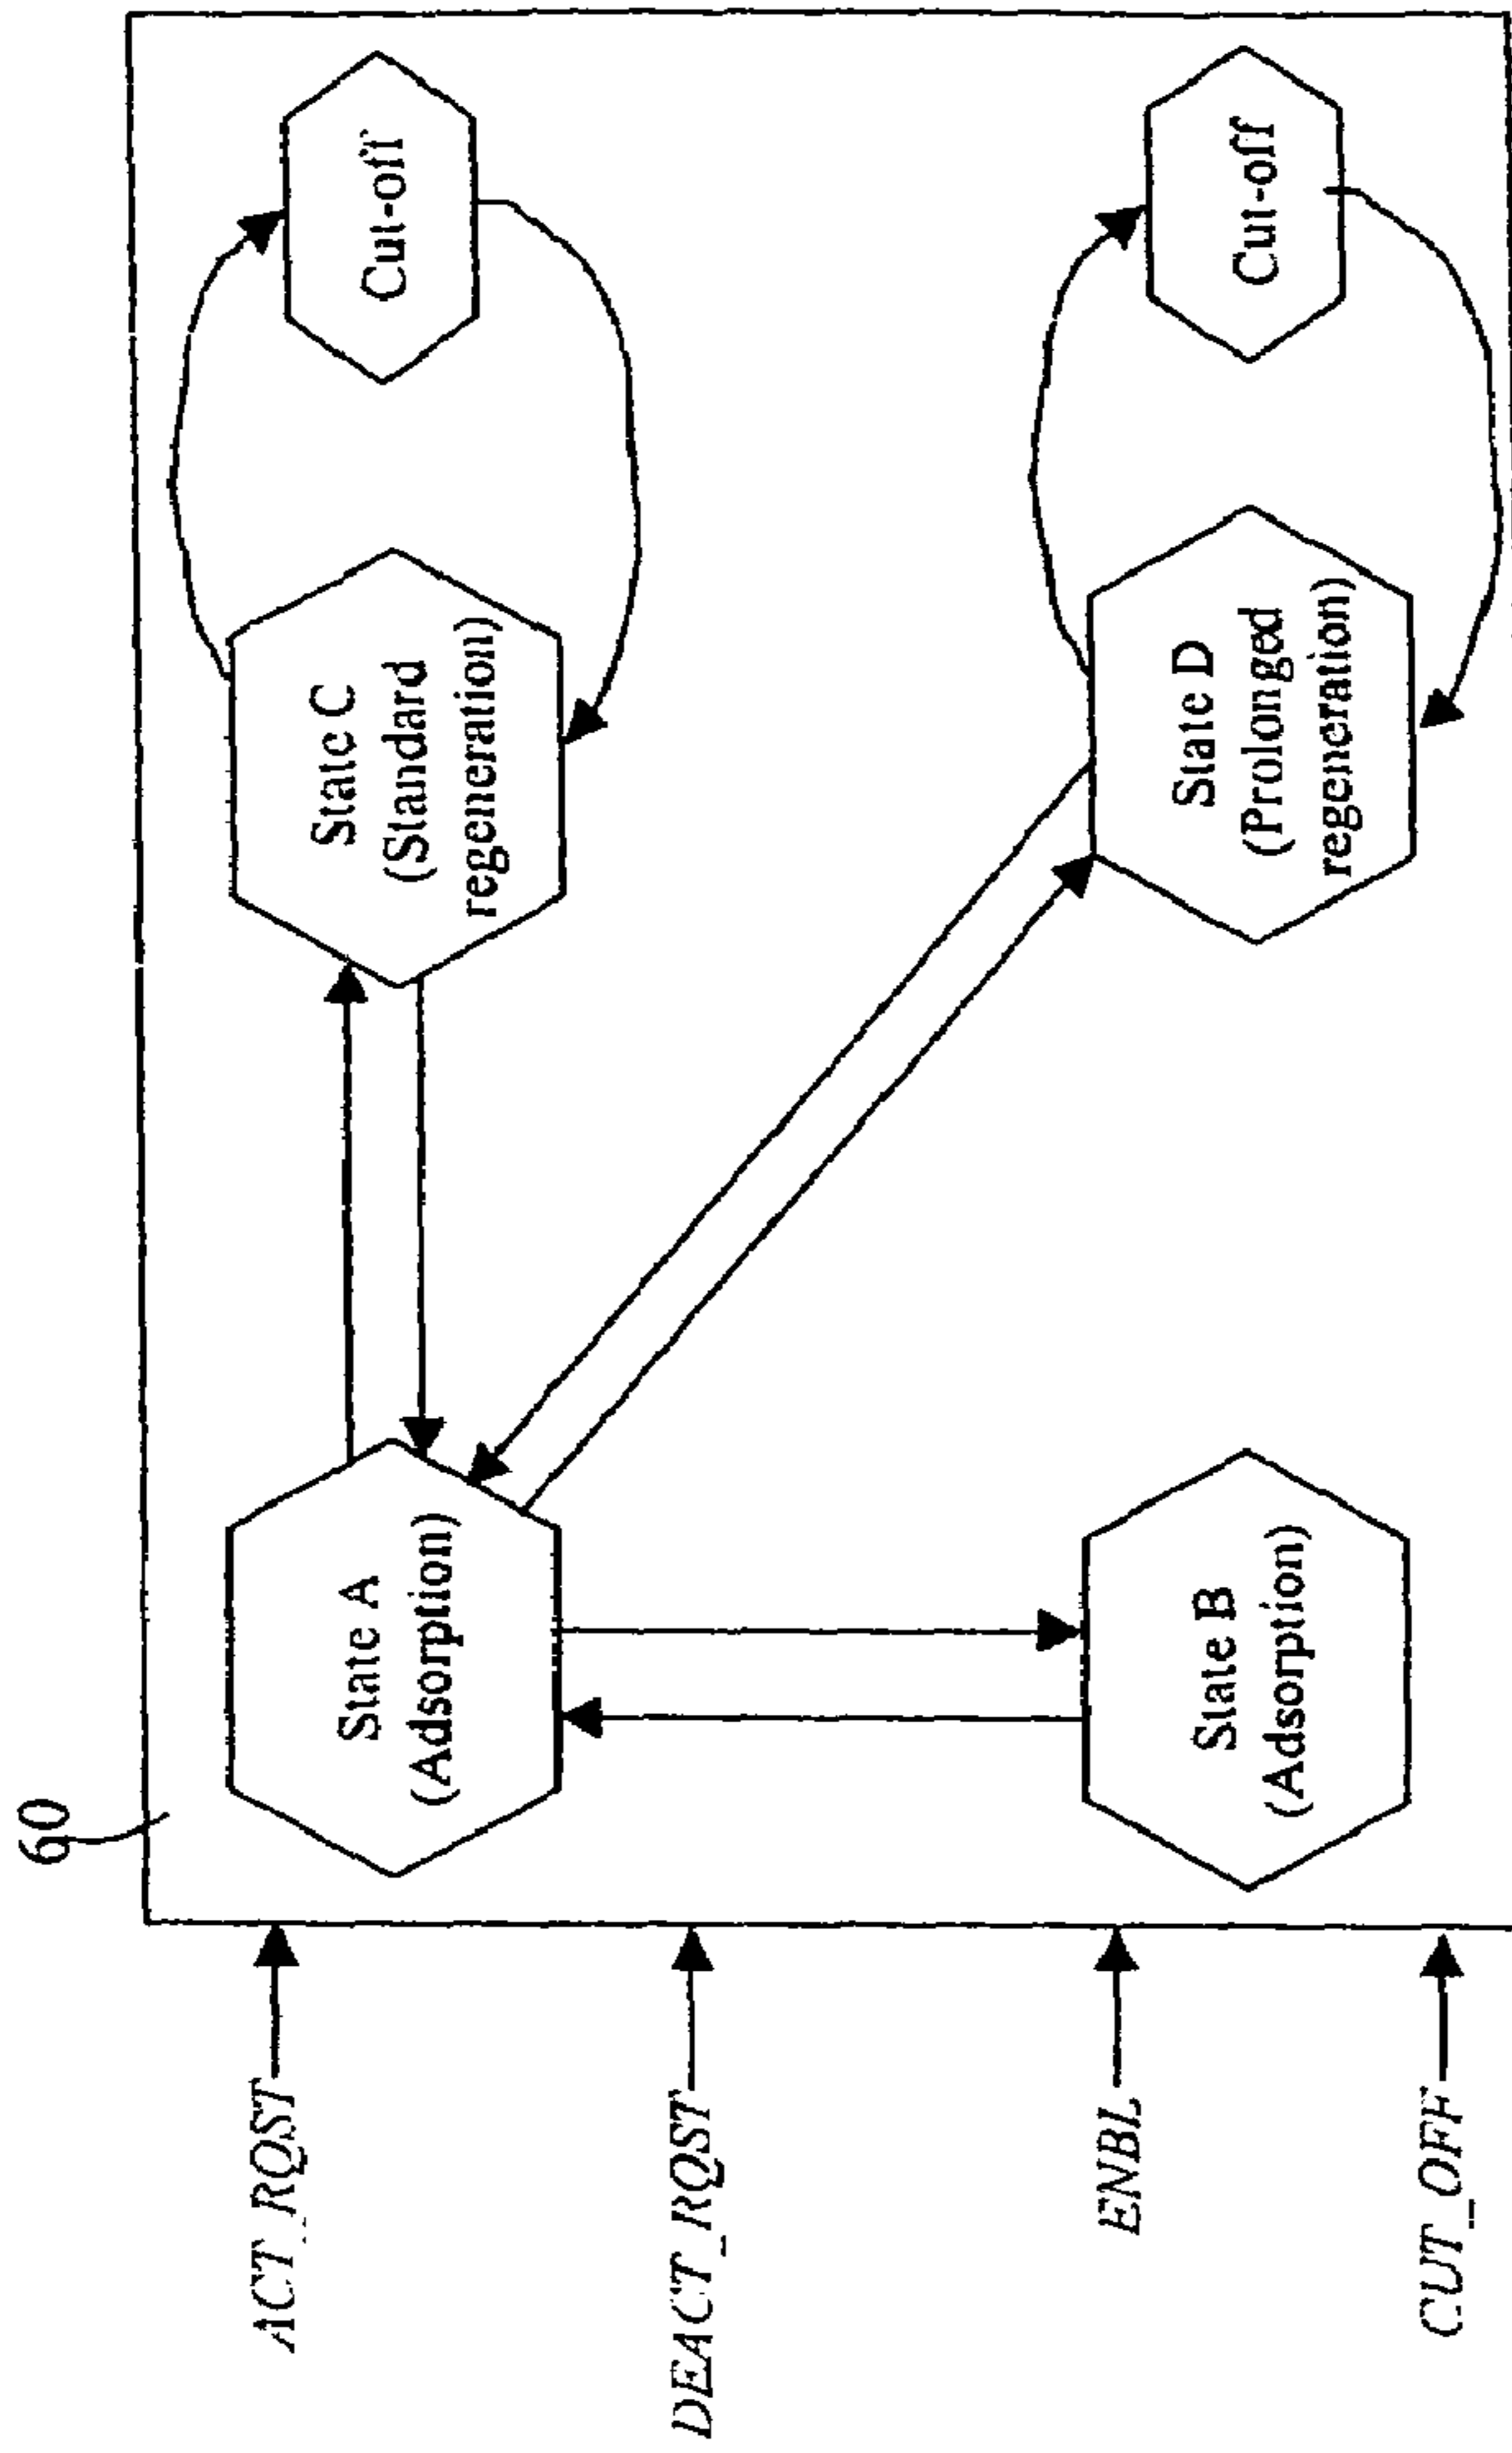 60
ACT_RQST
DEACT_RQST
ENBL
CUT_OFF
State A
(Adsorption)
State B
(Adsorption)
State C
(Standard
regeneration)
Cut-off
State D
(Prolonged
regeneration)
Cut-off